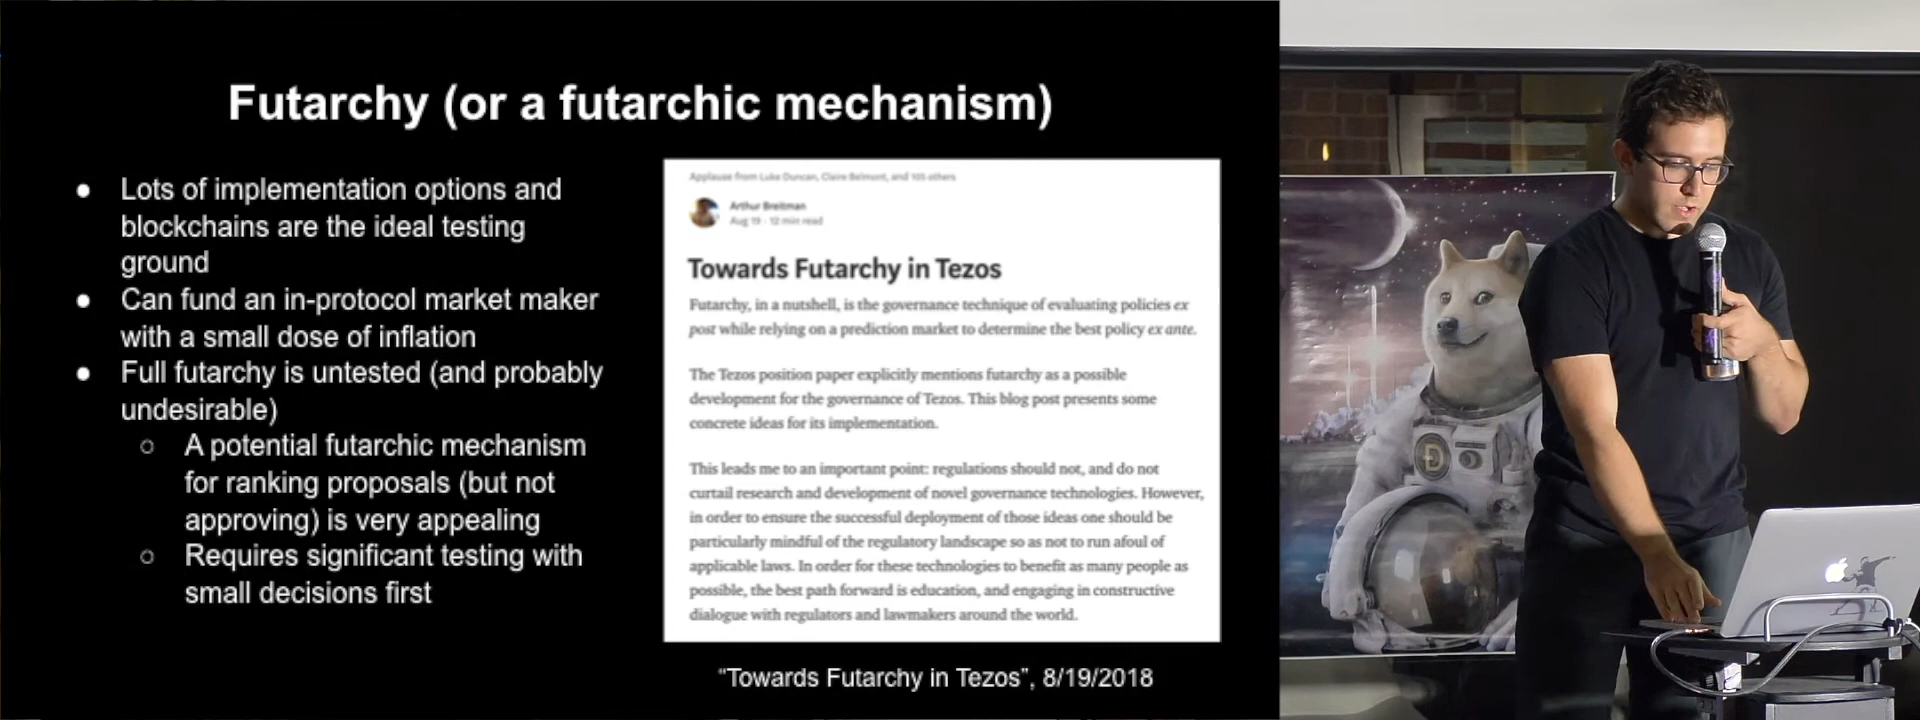 Futarchy (or a futarchic mechanism)
● Lots of implementation options and
blockchains are the ideal testing
ground
● Can fund an in-protocol market maker
with a small dose of inflation
● Full futarchy is untested (and probably
undesirable)
○ A potential futarchic mechanism
for ranking proposals (but not
approving) is very appealing
○ Requires significant testing with
small decisions first
Applause from Luke Duncan, Claire Belmont, and 105 others
Arthur Breitman
Aug 19 · 12 min read
Towards Futarchy in Tezos
Futarchy, in a nutshell, is the governance technique of evaluating policies ex
post while relying on a prediction market to determine the best policy ex ante.
The Tezos position paper explicitly mentions futarchy as a possible
development for the governance of Tezos. This blog post presents some
concrete ideas for its implementation.
This leads me to an important point: regulations should not, and do not
curtail research and development of novel governance technologies. However,
in order to ensure the successful deployment of those ideas one should be
particularly mindful of the regulatory landscape so as not to run afoul of
applicable laws. In order for these technologies to benefit as many people as
possible, the best path forward is education, and engaging in constructive
dialogue with regulators and lawmakers around the world.
“Towards Futarchy in Tezos”, 8/19/2018